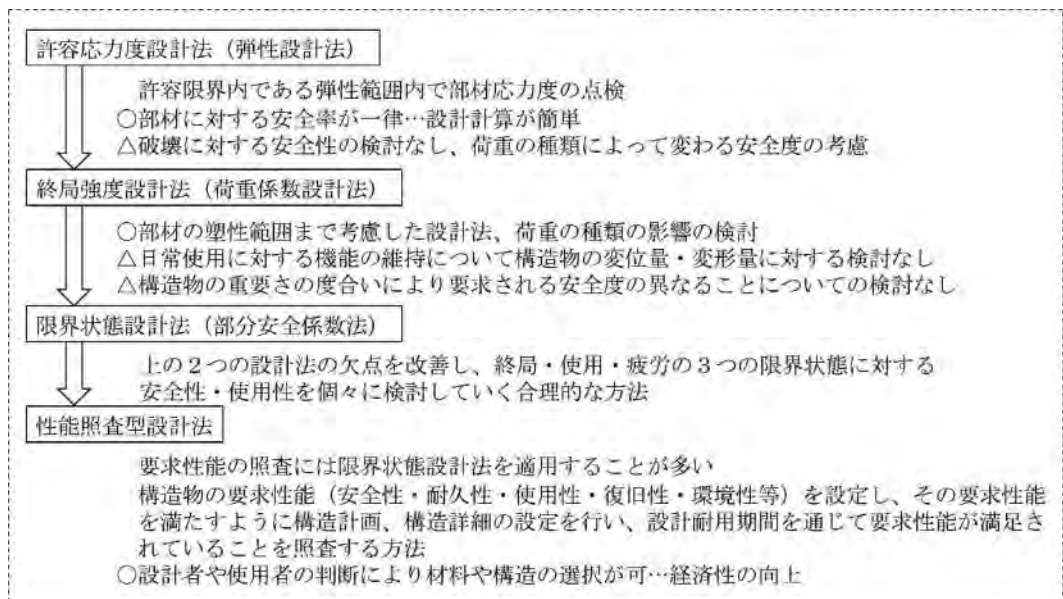 許容応力度設計法（弾性設計法）
許容限界内である弾性範囲内で部材応力度の点検
○部材に対する安全率が一律…設計計算が簡単
△破壊に対する安全性の検討なし、荷重の種類によって変わる安全度の考慮
終局強度設計法（荷重係数設計法）
○部材の塑性範囲まで考慮した設計法、荷重の種類の影響の検討
△日常使用に対する機能の維持について構造物の変位量・変形量に対する検討なし
△構造物の重要さの度合いにより要求される安全度の異なることについての検討なし
限界状態設計法（部分安全係数法）
上の２つの設計法の欠点を改善し、終局・使用・疲労の３つの限界状態に対する
安全性・使用性を個々に検討していく合理的な方法
性能照査型設計法
要求性能の照査には限界状態設計法を適用することが多い
構造物の要求性能（安全性・耐久性・使用性・復旧性・環境性等）を設定し、その要求性能
を満たすように構造計画、構造詳細の設定を行い、設計耐用期間を通じて要求性能が満足さ
れていることを照査する方法
○設計者や使用者の判断により材料や構造の選択が可…経済性の向上